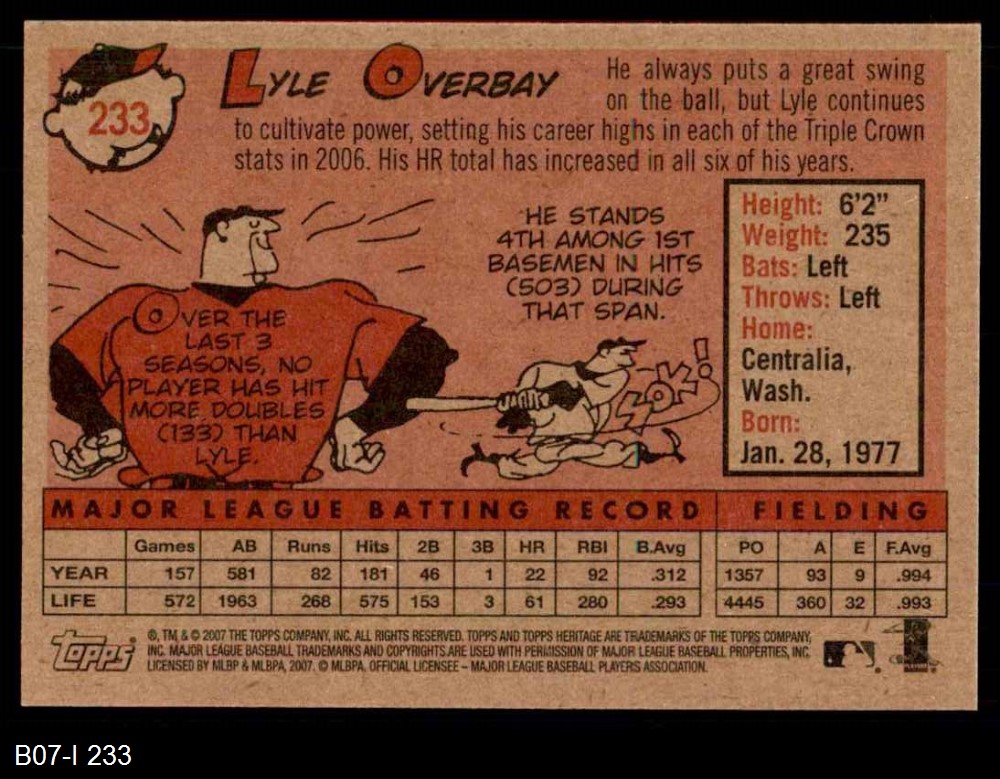 233
LYLE OVERBAY
He always puts a great swing
on the ball, but Lyle continues
to cultivate power, setting his career highs in each of the Triple Crown
stats in 2006. His HR total has increased in all six of his years.
OVER THE
LAST 3
SEASONS, NO
PLAYER HAS HIT
MORE DOUBLES
(133) THAN
LYLE.
HE STANDS
4TH AMONG 1ST
BASEMEN IN HITS
(503) DURING
THAT SPAN.
SOK!
Height: 6'2"
Weight: 235
Bats: Left
Throws: Left
Home:
Centralia,
Wash.
Born:
Jan. 28, 1977
MAJOR LEAGUE BATTING RECORD FIELDING
Games AB Runs Hits 2B 3B HR RBI B.Avg PO A E F.Avg
YEAR 157 581 82 181 46 1 22 92 .312 1357 93 9 .994
LIFE 572 1963 268 575 153 3 61 280 .293 4445 360 32 .993
Topps
®, TM, & © 2007 THE TOPPS COMPANY, INC. ALL RIGHTS RESERVED. TOPPS AND TOPPS HERITAGE ARE TRADEMARKS OF THE TOPPS COMPANY,
INC. MAJOR LEAGUE BASEBALL TRADEMARKS AND COPYRIGHTS ARE USED WITH PERMISSION OF MAJOR LEAGUE BASEBALL PROPERTIES, INC.
LICENSED BY MLBP & MLBPA, 2007. © MLBPA, OFFICIAL LICENSEE – MAJOR LEAGUE BASEBALL PLAYERS ASSOCIATION.
B07-I 233